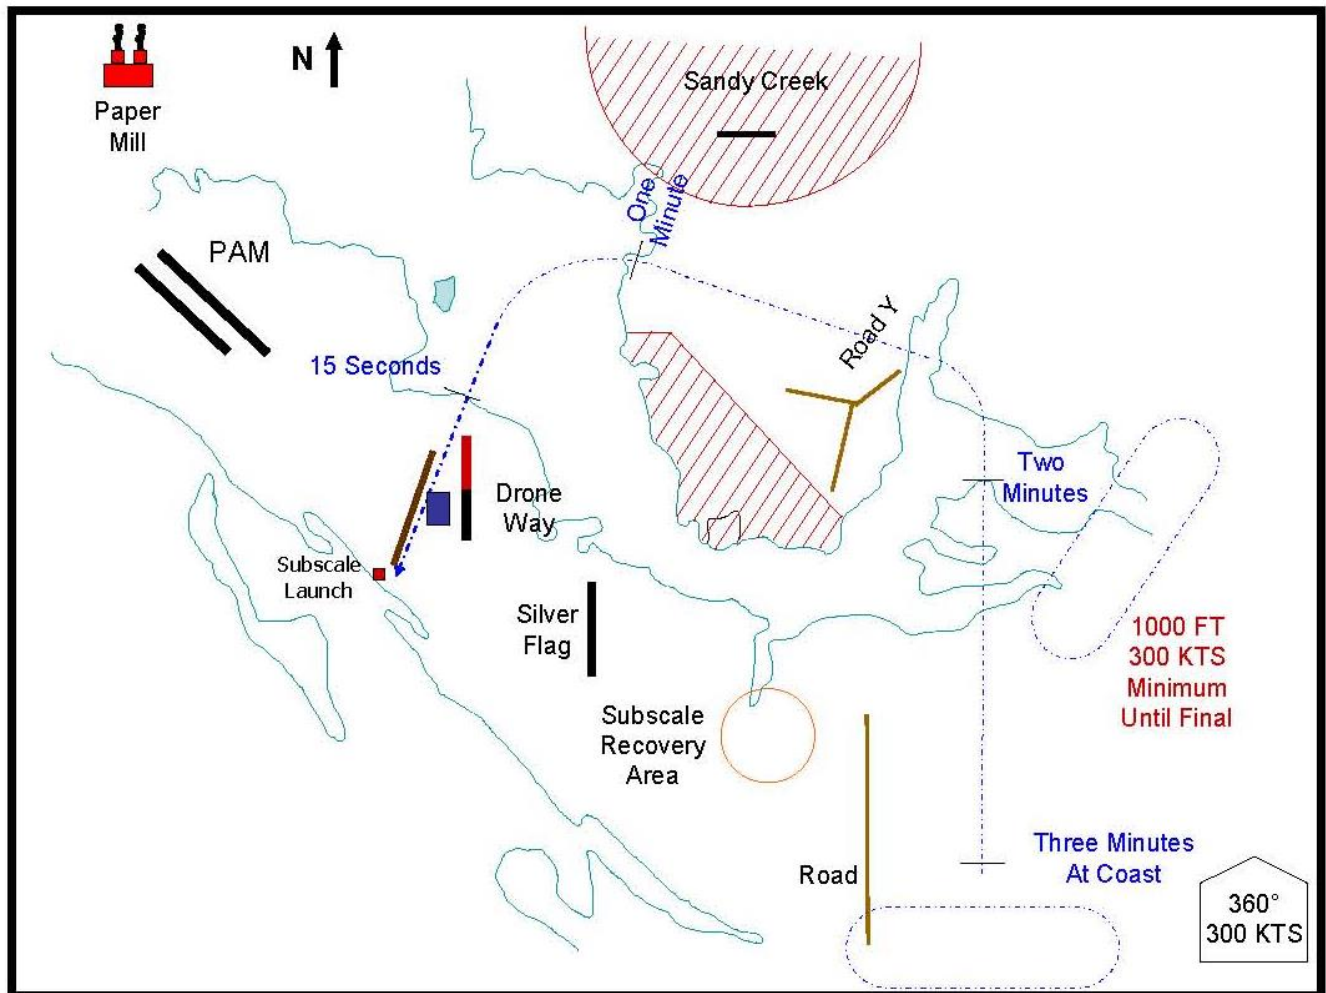 N
Sandy Creek
Paper
Mill
One
Minute
PAM
Road Y
15 Seconds
Two
Minutes
Drone
Way
Subscale
Launch
Silver
Flag
1000 FT
300 KTS
Minimum
Until Final
Subscale
Recovery
Area
Three Minutes
At Coast
Road
360°
300 KTS